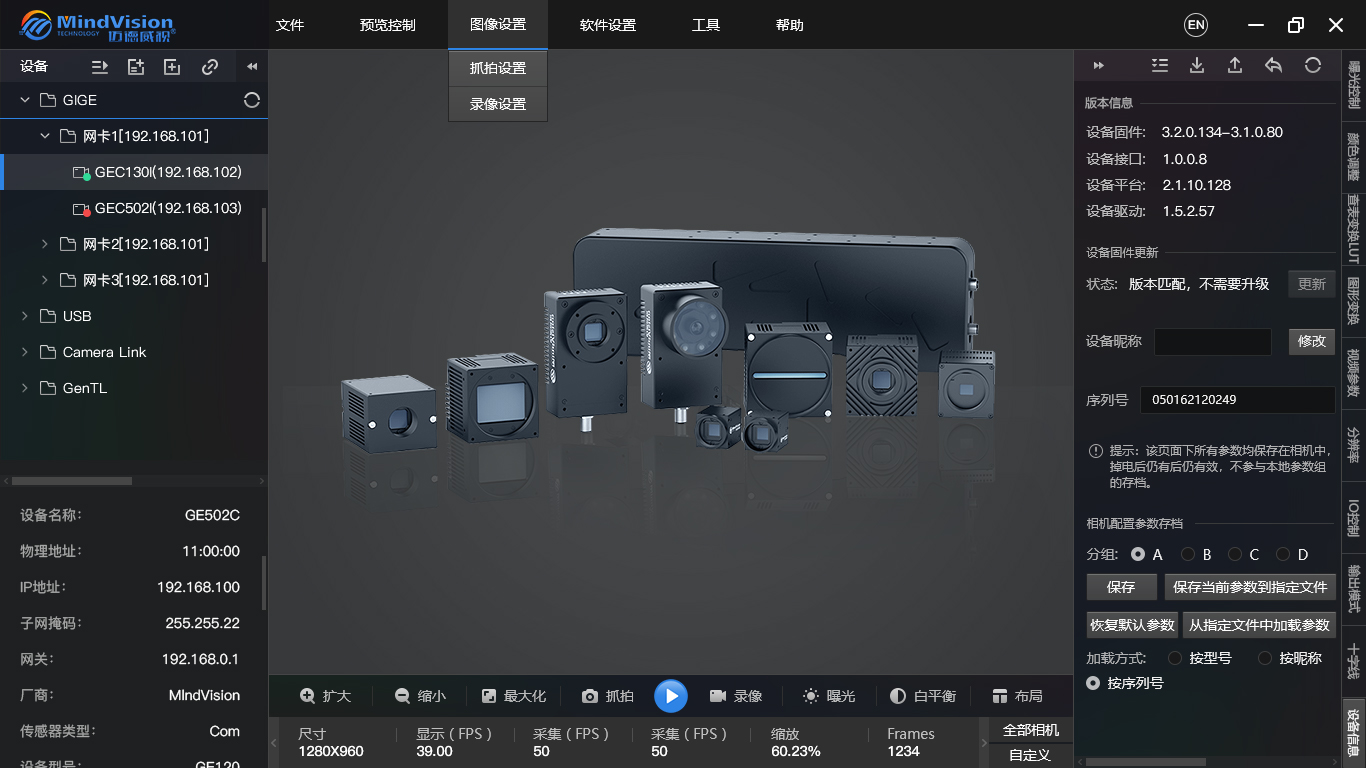 MindVision
TECHNOLOGY 迈德威视
文件
预览控制
图像设置
软件设置
工具
帮助
EN
抓拍设置
录像设置
设备
GIGE
网卡1[192.168.101]
GEC130I(192.168.102)
GEC502I(192.168.103)
网卡2[192.168.101]
网卡3[192.168.101]
USB
Camera Link
GenTL
设备名称: GE502C
物理地址: 11:00:00
IP地址: 192.168.100
子网掩码: 255.255.22
网关: 192.168.0.1
厂商: MIndVision
传感器类型: Com
设备型号: GE120
扩大
缩小
最大化
抓拍
录像
曝光
白平衡
布局
尺寸
1280X960
显示 ( FPS )
39.00
采集 ( FPS )
50
采集 ( FPS )
50
缩放
60.23%
Frames
1234
全部相机
自定义
版本信息
设备固件: 3.2.0.134-3.1.0.80
设备接口: 1.0.0.8
设备平台: 2.1.10.128
设备驱动: 1.5.2.57
设备固件更新
状态: 版本匹配，不需要升级
更新
设备昵称
修改
序列号 050162120249
提示：该页面下所有参数均保存在相机中，
掉电后仍有后仍有效，不参与本地参数组
的存档。
相机配置参数存档
分组: A B C D
保存
保存当前参数到指定文件
恢复默认参数
从指定文件中加载参数
加载方式: 按型号 按昵称
按序列号
曝光控制
颜色调整
查表变换LUT
图形变换
视频参数
分辨率
IO控制
输出模式
十字线
设备信息